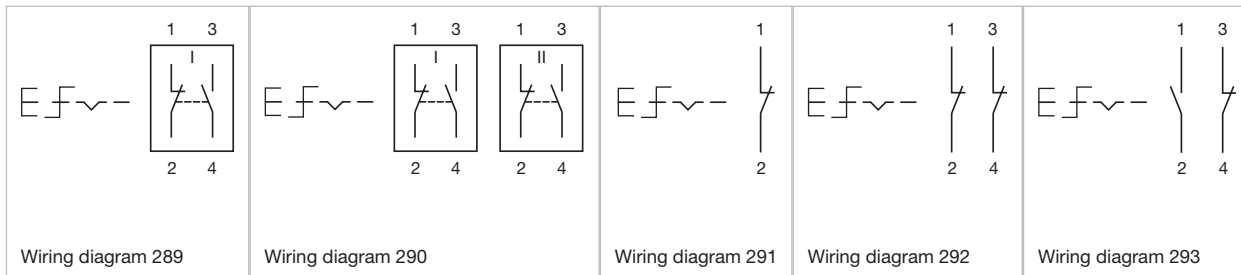 1 3
I
2 4
Wiring diagram 289
1 3
I
2 4
1 3
II
2 4
Wiring diagram 290
1
2
Wiring diagram 291
1 3
2 4
Wiring diagram 292
1 3
2 4
Wiring diagram 293